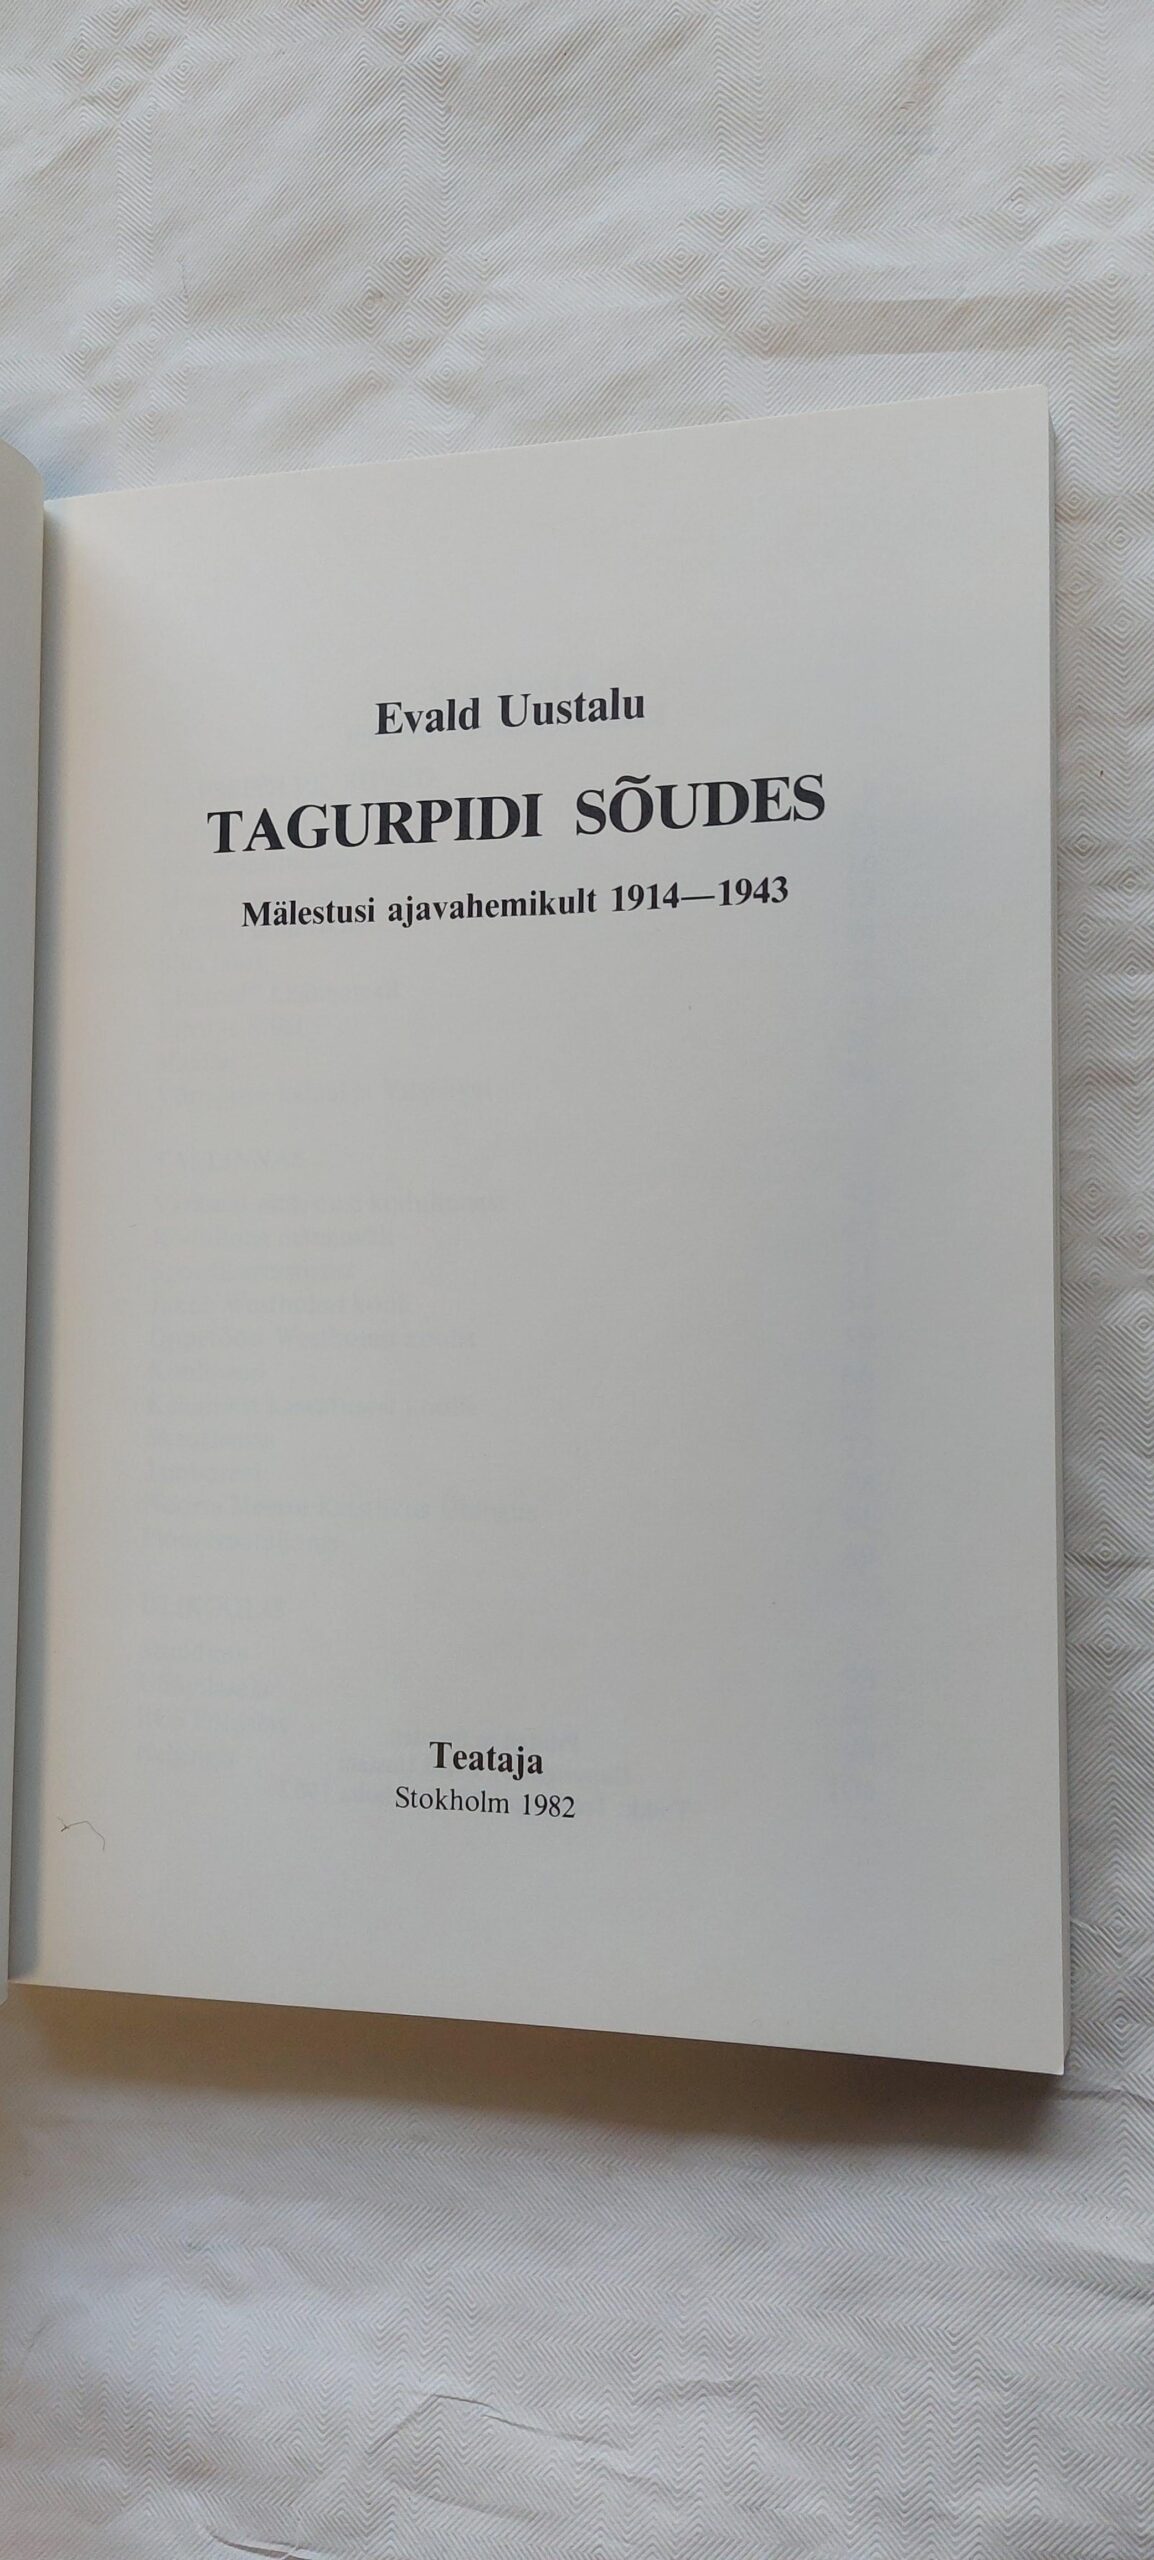 Evald Uustalu
TAGURPIDI SÕUDES
Mälestusi ajavahemikult 1914—1943
Teataja
Stokholm 1982